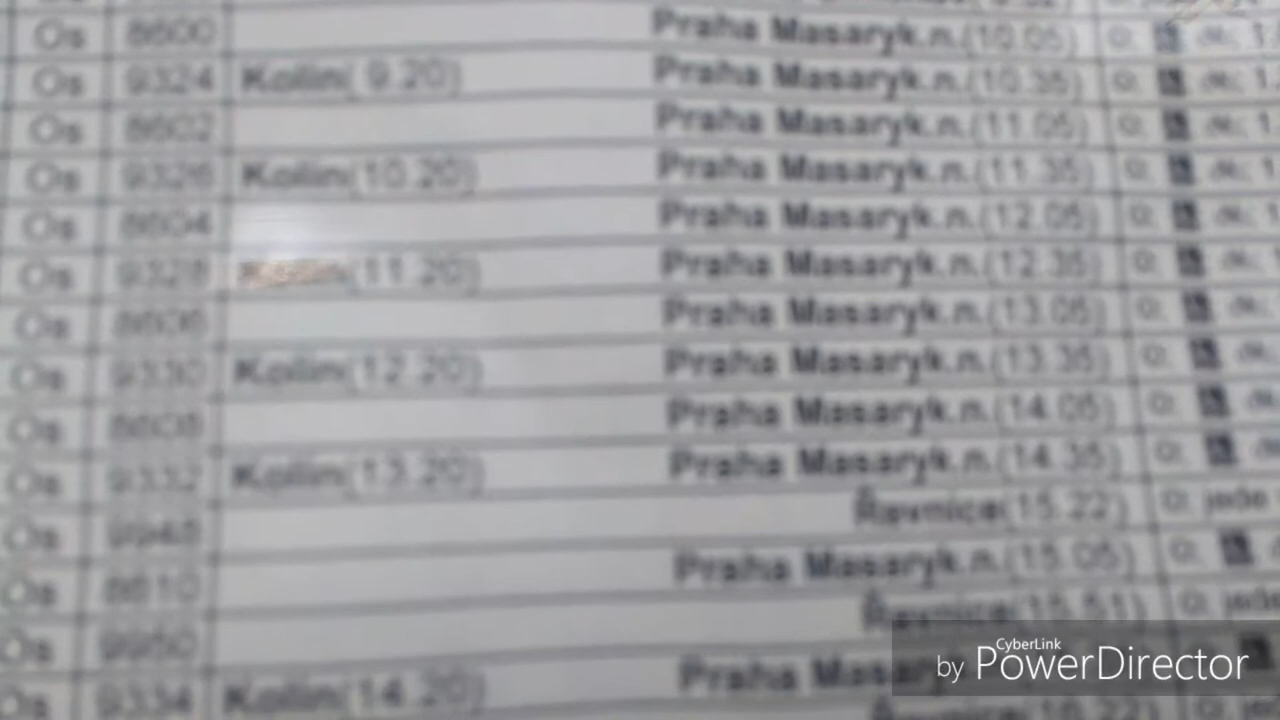 Os 8600 Praha Masaryk.n.(10.05) O:
Os 9324 Kolín( 9.20) Praha Masaryk.n.(10.35) O:
Os 8602 Praha Masaryk.n.(11.05) O:
Os 9326 Kolín(10.20) Praha Masaryk.n.(11.35) O:
Os 8604 Praha Masaryk.n.(12.05) O:
Os 9328 (11.20) Praha Masaryk.n.(12.35) O:
Os 8606 Praha Masaryk.n.(13.05) O:
Os 9330 Kolín(12.20) Praha Masaryk.n.(13.35) O:
Os 8608 Praha Masaryk.n.(14.05) O:
Os 9332 Kolín(13.20) Praha Masaryk.n.(14.35) O:
Os 9948 Řevnice(15.22) O: jede
Os 8610 Praha Masaryk.n.(15.05) O:
Os 9950 Řevnice(15.51) O: jede
Os 9334 Kolín(14.20) Praha
CyberLink
by PowerDirector